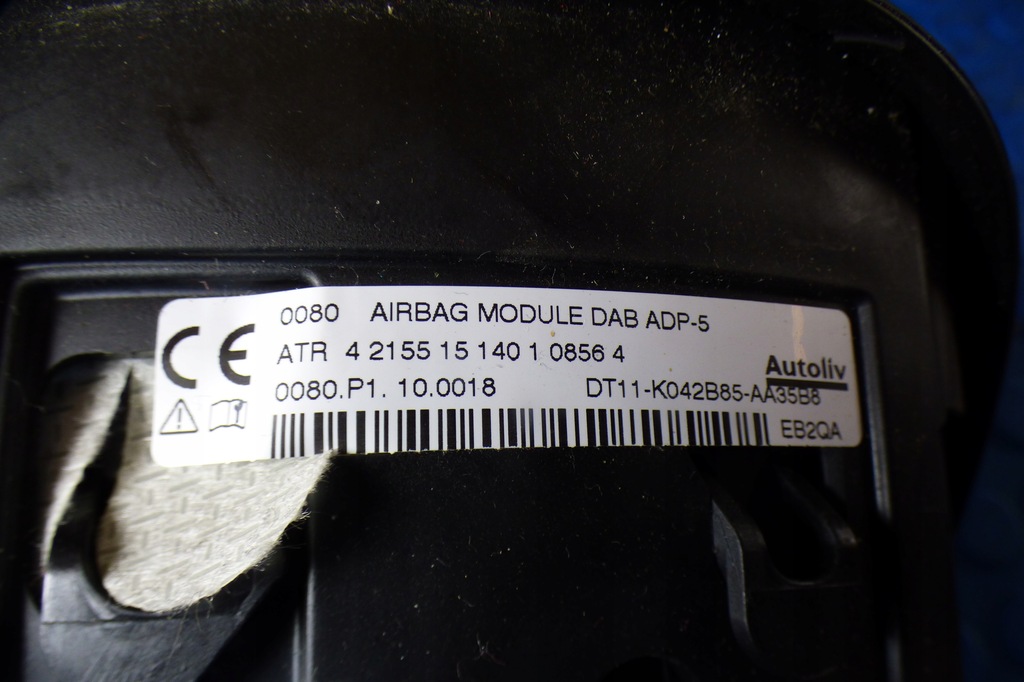 CE 0080 AIRBAG MODULE DAB ADP-5
ATR 4 2155 15 140 1 0856 4
Autoliv
0080.P1. 10.0018 DT11-K042B85-AA35B8
EB2QA